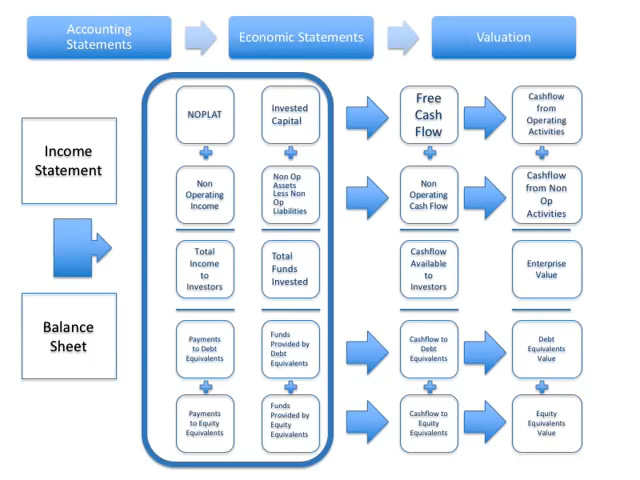 Accounting
Statements
Economic Statements
Valuation
Income
Statement
Balance
Sheet
NOPLAT
Invested
Capital
Free
Cash
Flow
Cashflow
from
Operating
Activities
Non
Operating
Income
Non Op
Assets
Less Non
Op
Liabilities
Non
Operating
Cash Flow
Cashflow
from Non
Op
Activities
Total
Income
to
Investors
Total
Funds
Invested
Cashflow
Available
to
Investors
Enterprise
Value
Payments
to Debt
Equivalents
Funds
Provided by
Debt
Equivalents
Cashflow to
Debt
Equivalents
Debt
Equivalents
Value
Payments
to Equity
Equivalents
Funds
Provided by
Equity
Equivalents
Cashflow to
Equity
Equivalents
Equity
Equivalents
Value